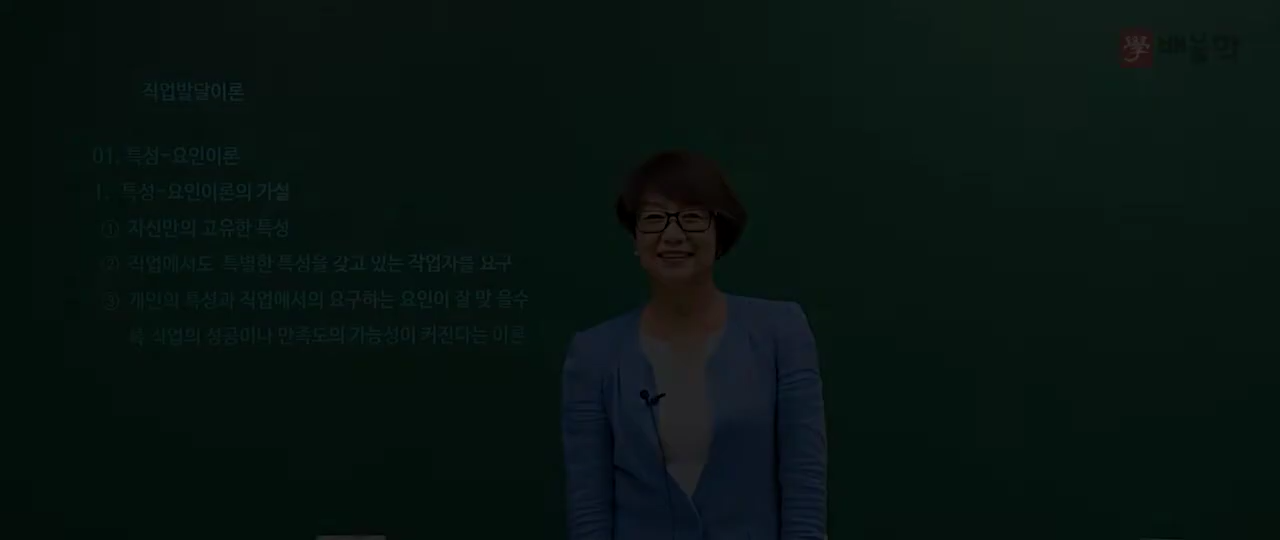 學 배움학
직업발달이론
01. 특성-요인이론
1. 특성-요인이론의 가설
① 자신만의 고유한 특성
② 직업에서도 특별한 특성을 갖고 있는 작업자를 요구
③ 개인의 특성과 직업에서의 요구하는 요인이 잘 맞 을수
록 직업의 성공이나 만족도의 가능성이 커진다는 이론